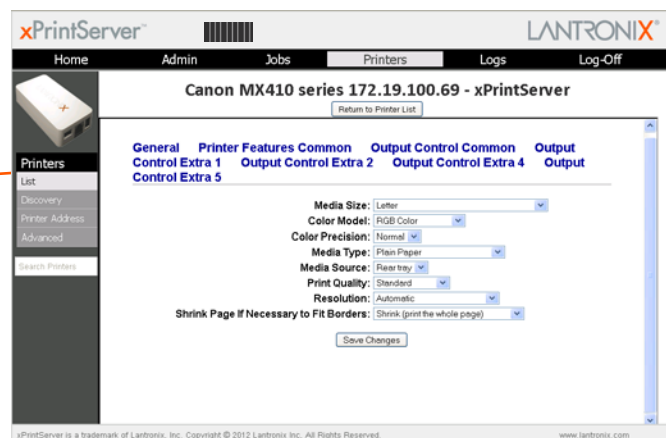 xPrintServer™
LANTRONIX®
Home Admin Jobs Printers Logs Log-Off
Canon MX410 series 172.19.100.69 - xPrintServer
Return to Printer List
Printers
List
Discovery
Printer Address
Advanced
Search Printers
General Printer Features Common Output Control Common Output
Control Extra 1 Output Control Extra 2 Output Control Extra 4 Output
Control Extra 5
Media Size: Letter
Color Model: RGB Color
Color Precision: Normal
Media Type: Plain Paper
Media Source: Rear tray
Print Quality: Standard
Resolution: Automatic
Shrink Page If Necessary to Fit Borders: Shrink (print the whole page)
Save Changes
xPrintServer is a trademark of Lantronix, Inc. Copyright © 2012 Lantronix Inc. All Rights Reserved.
www.lantronix.com